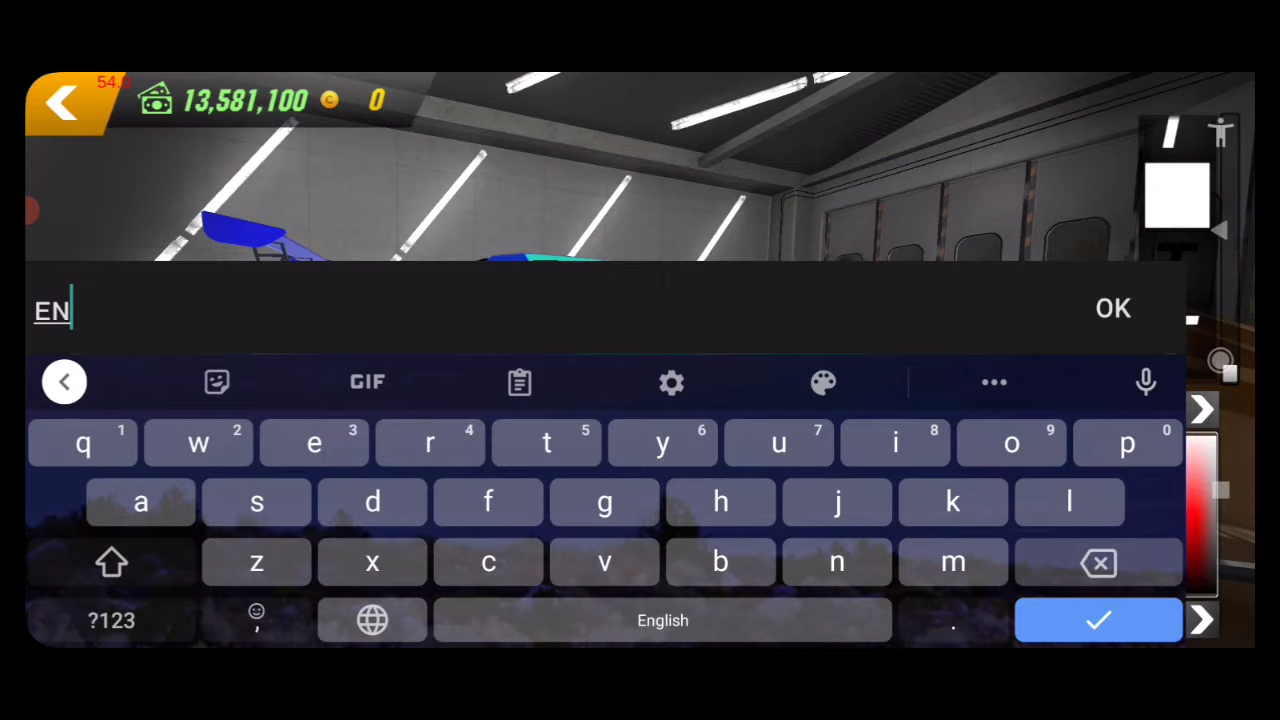 54.0
13,581,100 C 0
EN
OK
GIF
q 1 w 2 e 3 r 4 t 5 y 6 u 7 i 8 o 9 p 0
a s d f g h j k l
z x c v b n m
?123 , English .